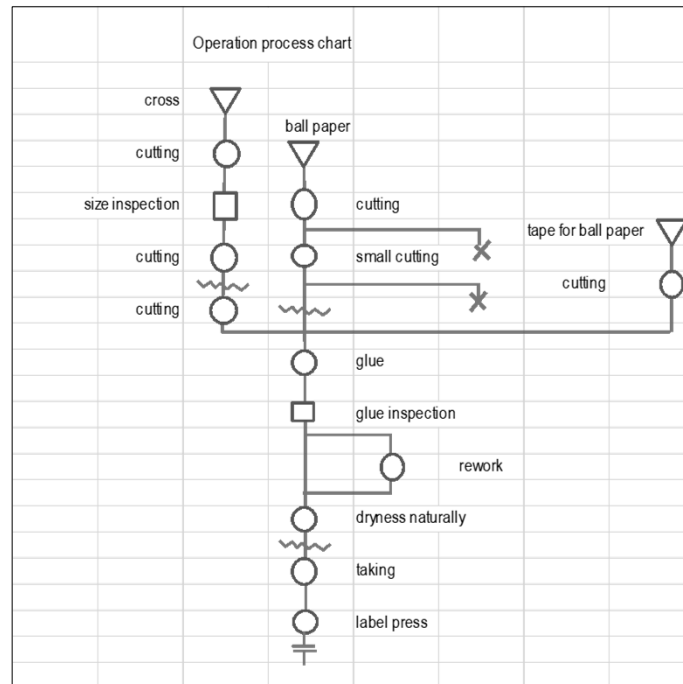 Operation process chart
cross
ball paper
cutting
size inspection
cutting
tape for ball paper
cutting
small cutting
cutting
cutting
glue
glue inspection
rework
dryness naturally
taking
label press